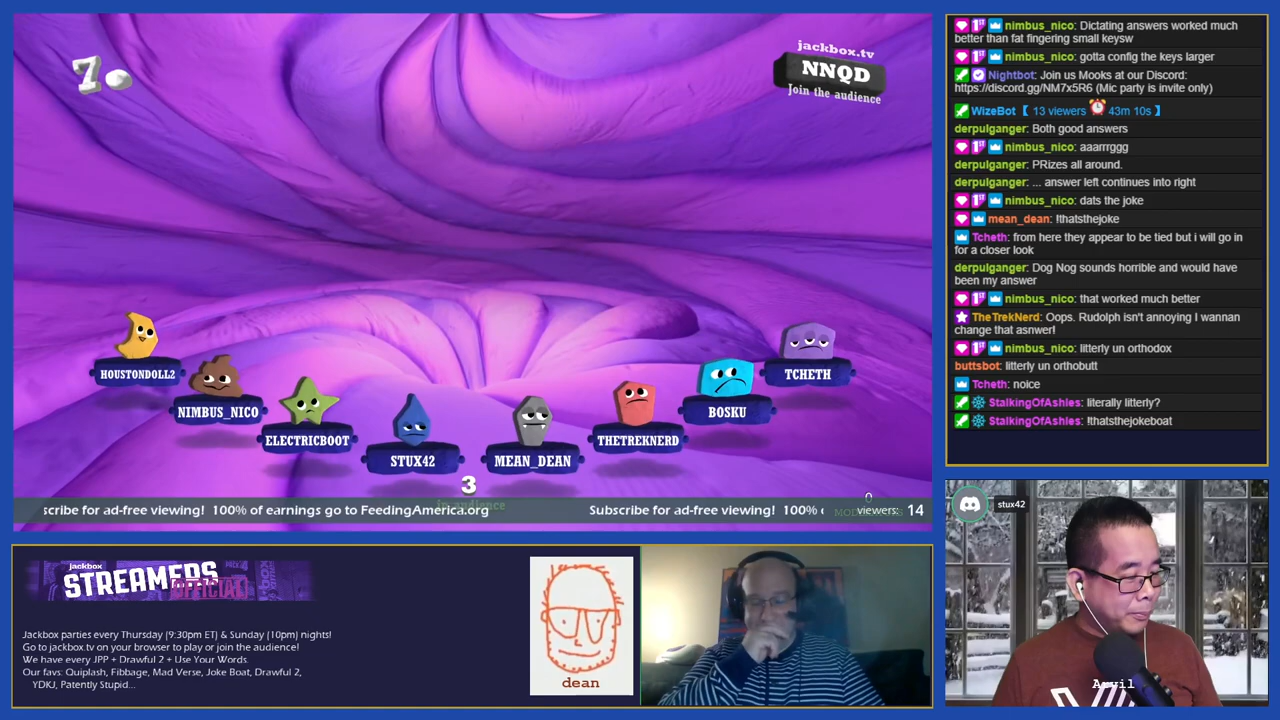 7
jackbox.tv
NNQD
Join the audience
HOUSTONDOLL2
NIMBUS_NICO
ELECTRICBOOT
STUX42
MEAN_DEAN
THETREKNERD
BOSKU
TCHETH
3
in audience
0
scribe for ad-free viewing!  100% of earnings go to FeedingAmerica.org
Subscribe for ad-free viewing!  100% 
viewers: 14
jackbox
STREAMERS
OFFICIAL
Jackbox parties every Thursday (9:30pm ET) & Sunday (10pm) nights!
Go to jackbox.tv on your browser to play or join the audience!
We have every JPP + Drawful 2 + Use Your Words
Our favs: Quiplash, Fibbage, Mad Verse, Joke Boat, Drawful 2,
YDKJ, Patently Stupid...
dean
nimbus_nico: Dictating answers worked much
better than fat fingering small keysw
nimbus_nico: gotta config the keys larger
Nightbot: Join us Mooks at our Discord:
https://discord.gg/NM7x5R6 (Mic party is invite only)
WizeBot 【 13 viewers ⏰ 43m 10s 】
derpulganger: Both good answers
nimbus_nico: aaarrrggg
derpulganger: PRizes all around.
derpulganger: ... answer left continues into right
nimbus_nico: dats the joke
mean_dean: !thatsthejoke
Tcheth: from here they appear to be tied but i will go in
for a closer look
derpulganger: Dog Nog sounds horrible and would have
been my answer
nimbus_nico: that worked much better
TheTrekNerd: Oops. Rudolph isn't annoying I wannan
change that asnwer!
nimbus_nico: litterly un orthodox
buttsbot: litterly un orthobutt
Tcheth: noice
StalkingOfAshies: literally litterly?
StalkingOfAshies: !thatsthejokeboat
stux42